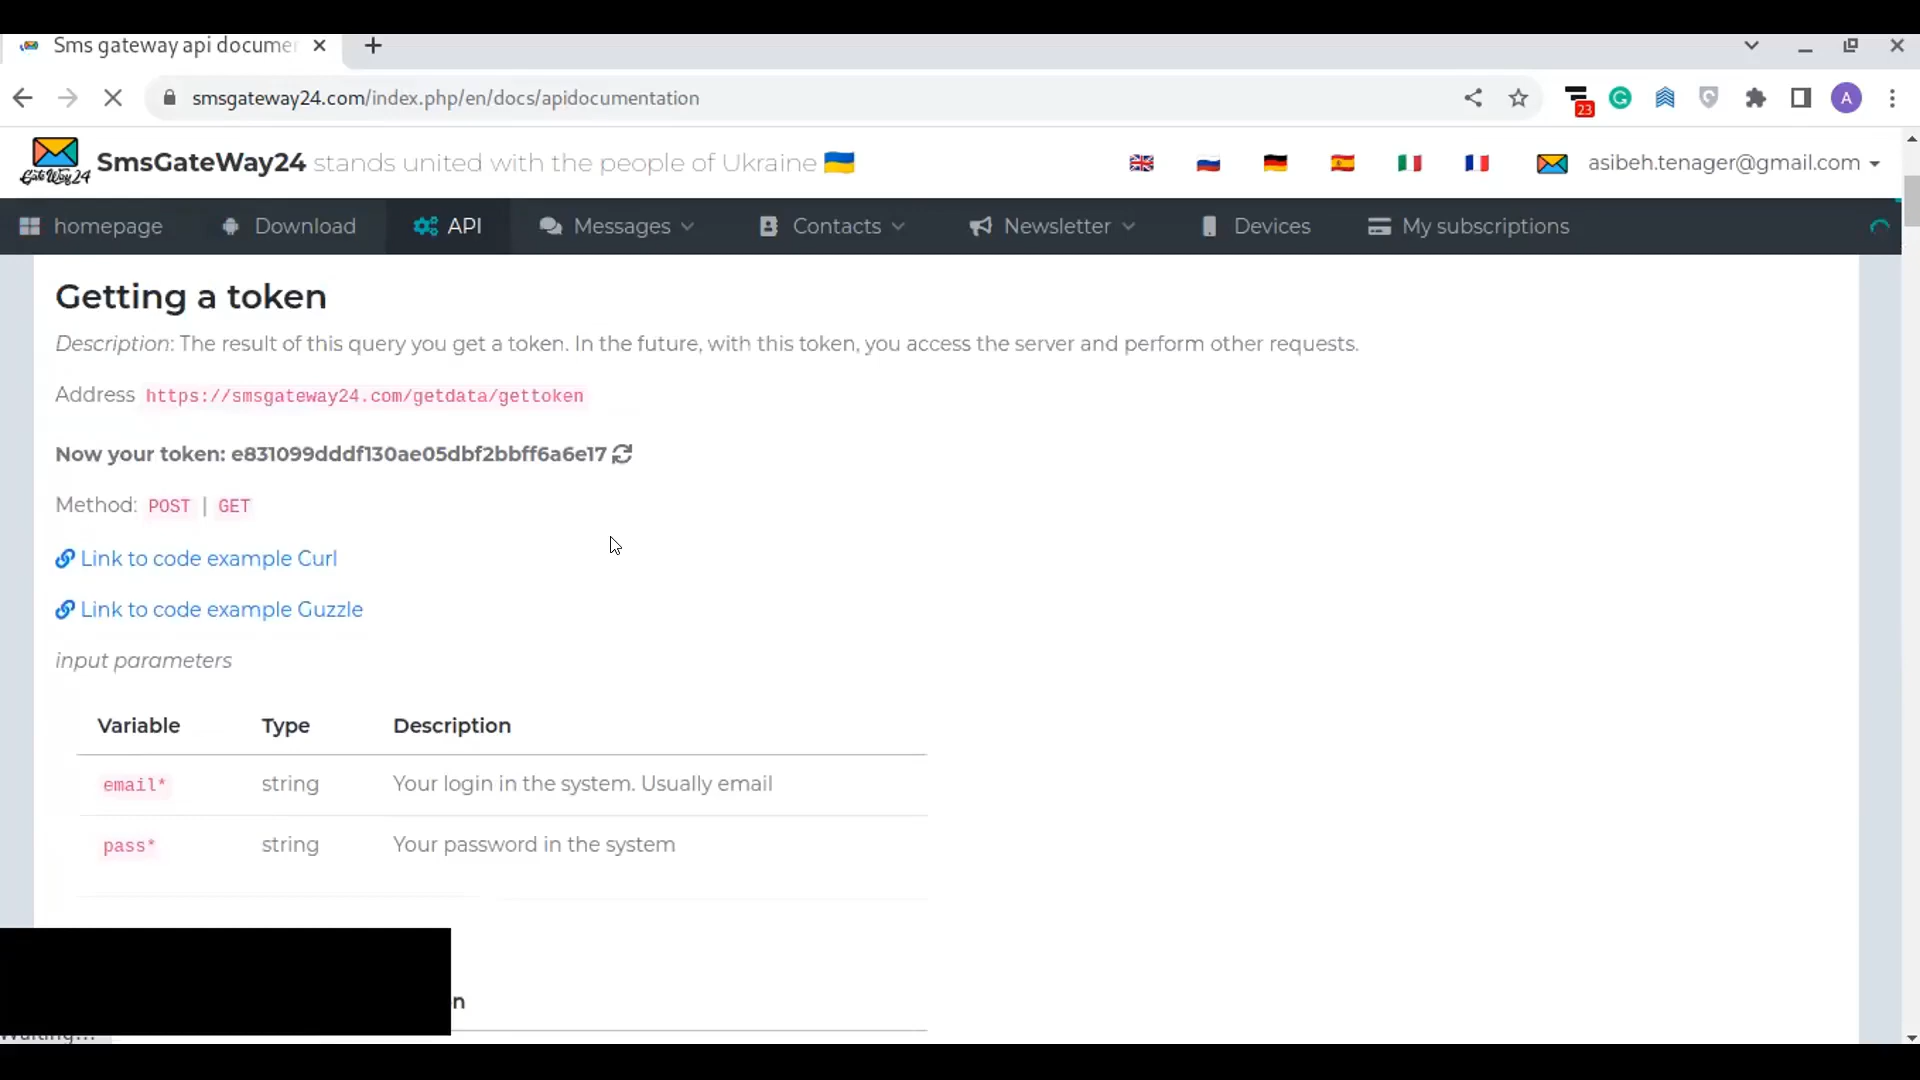 Sms gateway api documen
smsgateway24.com/index.php/en/docs/apidocumentation
23
A
Gate Way 24
SmsGateWay24 stands united with the people of Ukraine
asibeh.tenager@gmail.com
homepage
Download
API
Messages
Contacts
Newsletter
Devices
My subscriptions
Getting a token
Description: The result of this query you get a token. In the future, with this token, you access the server and perform other requests.
Address https://smsgateway24.com/getdata/gettoken
Now your token: e831099dddf130ae05dbf2bbff6a6e17
Method: POST | GET
Link to code example Curl
Link to code example Guzzle
input parameters
Variable Type Description
email* string Your login in the system. Usually email
pass* string Your password in the system
n
Waiting...